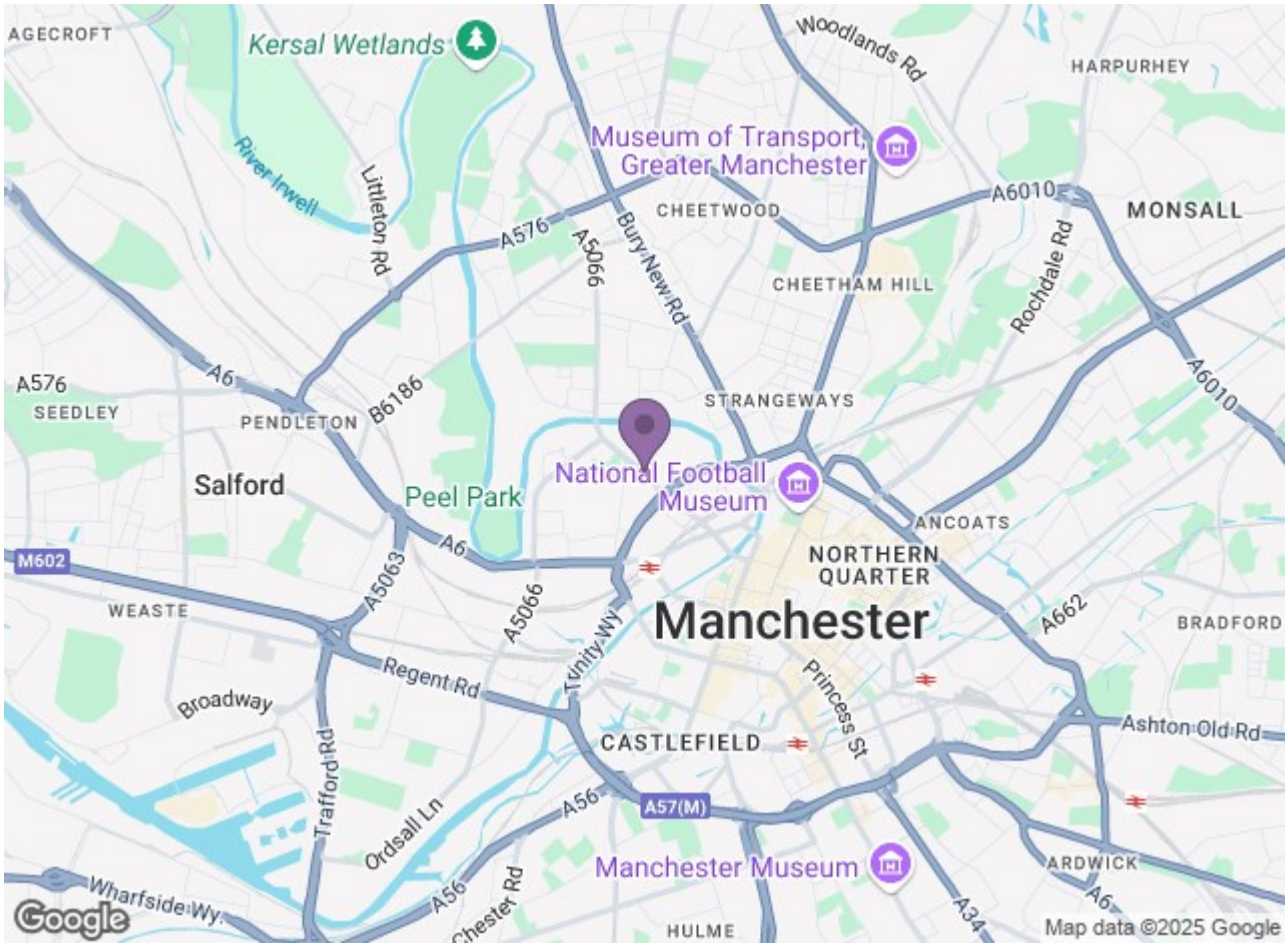 AGECROFT
Kersal Wetlands
Woodlands Rd
HARPURHEY
River Irwell
Littleton Rd
Museum of Transport,
Greater Manchester
A6010
MONSALL
CHEETWOOD
A576
A5066
Bury New Rd
Rochdale Rd
CHEETHAM HILL
A6
A576
SEEDLEY
B6186
A6010
PENDLETON
STRANGEWAYS
Salford
Peel Park
National Football
Museum
ANCOATS
M602
A6
A5063
NORTHERN
QUARTER
WEASTE
A5066
Manchester
A662
BRADFORD
Trinity Wy
Regent Rd
Broadway
Princess St
Ashton Old Rd
CASTLEFIELD
Trafford Rd
Ordsall Ln
A56
A57(M)
Manchester Museum
ARDWICK
Wharfside Wy.
A56
Chester Rd
A34
A6
HULME
Google
Map data ©2025 Google